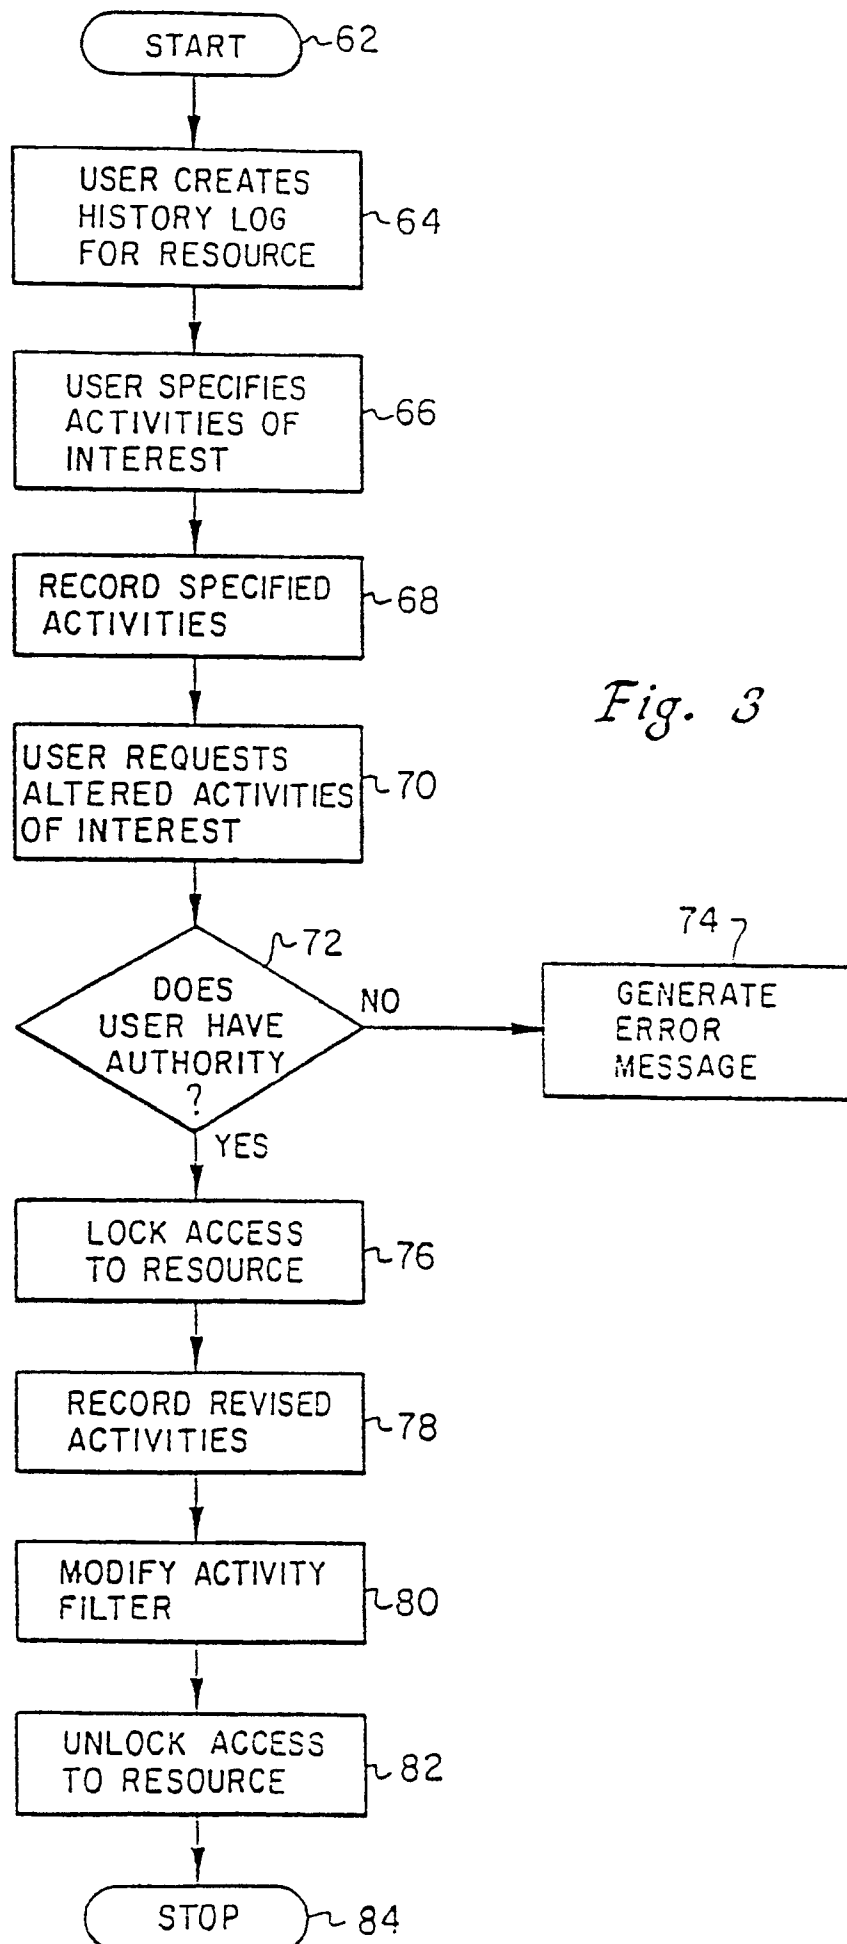 START
62
USER CREATES
HISTORY LOG
FOR RESOURCE
64
USER SPECIFIES
ACTIVITIES OF
INTEREST
66
RECORD SPECIFIED
ACTIVITIES
68
Fig. 3
USER REQUESTS
ALTERED ACTIVITIES
OF INTEREST
70
72
DOES
USER HAVE
AUTHORITY
?
NO
74
GENERATE
ERROR
MESSAGE
YES
LOCK ACCESS
TO RESOURCE
76
RECORD REVISED
ACTIVITIES
78
MODIFY ACTIVITY
FILTER
80
UNLOCK ACCESS
TO RESOURCE
82
STOP
84